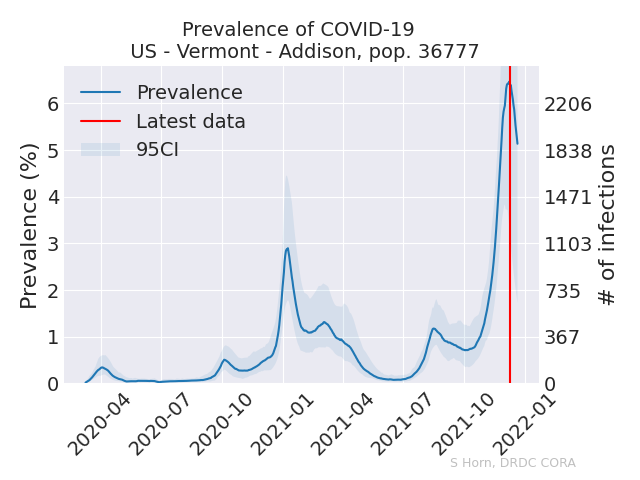 Prevalence of COVID-19
US - Vermont - Addison, pop. 36777
Prevalence
Latest data
95CI
Prevalence (%)
6
5
4
3
2
1
0
2206
1838
1471
1103
735
367
0
# of infections
2020-04
2020-07
2020-10
2021-01
2021-04
2021-07
2021-10
2022-01
S Horn, DRDC CORA